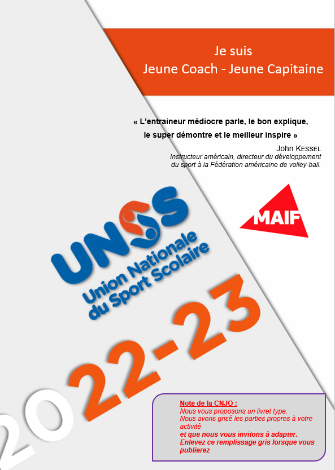 Je suis
Jeune Coach - Jeune Capitaine
« L'entraineur médiocre parle, le bon explique,
le super démontre et le meilleur inspire »
John KESSEL
Instructeur américain, directeur du développement
du sport à la Fédération américaine de volley-ball.
MAIF
UNSS
Union Nationale
du Sport Scolaire
2022-23
Note de la CNJO :
Nous vous proposons un livret type.
Nous avons grisé les parties propres à votre
activité
et que nous vous invitons à adapter.
Enlevez ce remplissage gris lorsque vous
publierez